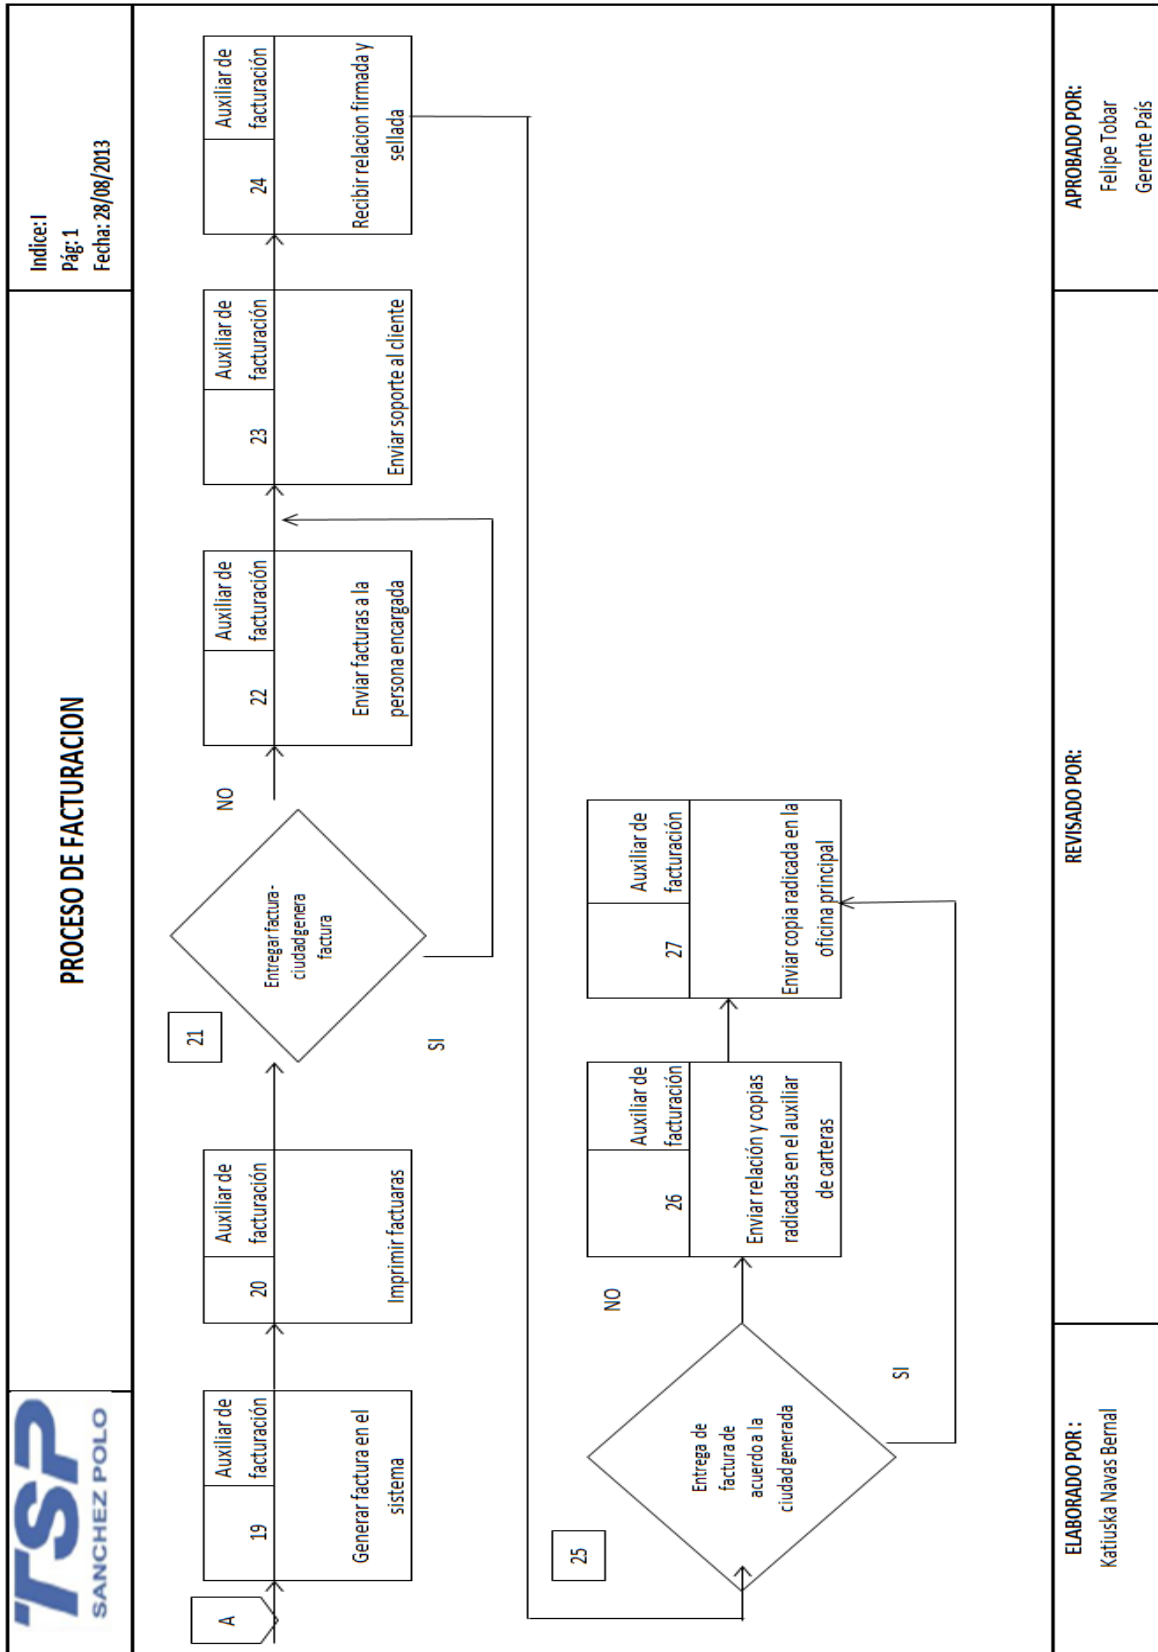 TSP
SANCHEZ POLO
PROCESO DE FACTURACION
Indice:I
Pág:1
Fecha: 28/08/2013
A
19
Auxiliar de
facturación
Generar factura en el
sistema
20
Auxiliar de
facturación
Imprimir factuaras
21
Entregar factura-
ciudad genera
factura
NO
SI
22
Auxiliar de
facturación
Enviar facturas a la
persona encargada
23
Auxiliar de
facturación
Enviar soporte al cliente
24
Auxiliar de
facturación
Recibir relacion firmada y
sellada
25
Entrega de
factura de
acuerdo a la
ciudad generada
NO
SI
26
Auxiliar de
facturación
Enviar relación y copias
radicadas en el auxiliar
de carteras
27
Auxiliar de
facturación
Enviar copia radicada en la
oficina principal
ELABORADO POR :
Katiuska Navas Bernal
REVISADO POR:
APROBADO POR:
Felipe Tobar
Gerente País